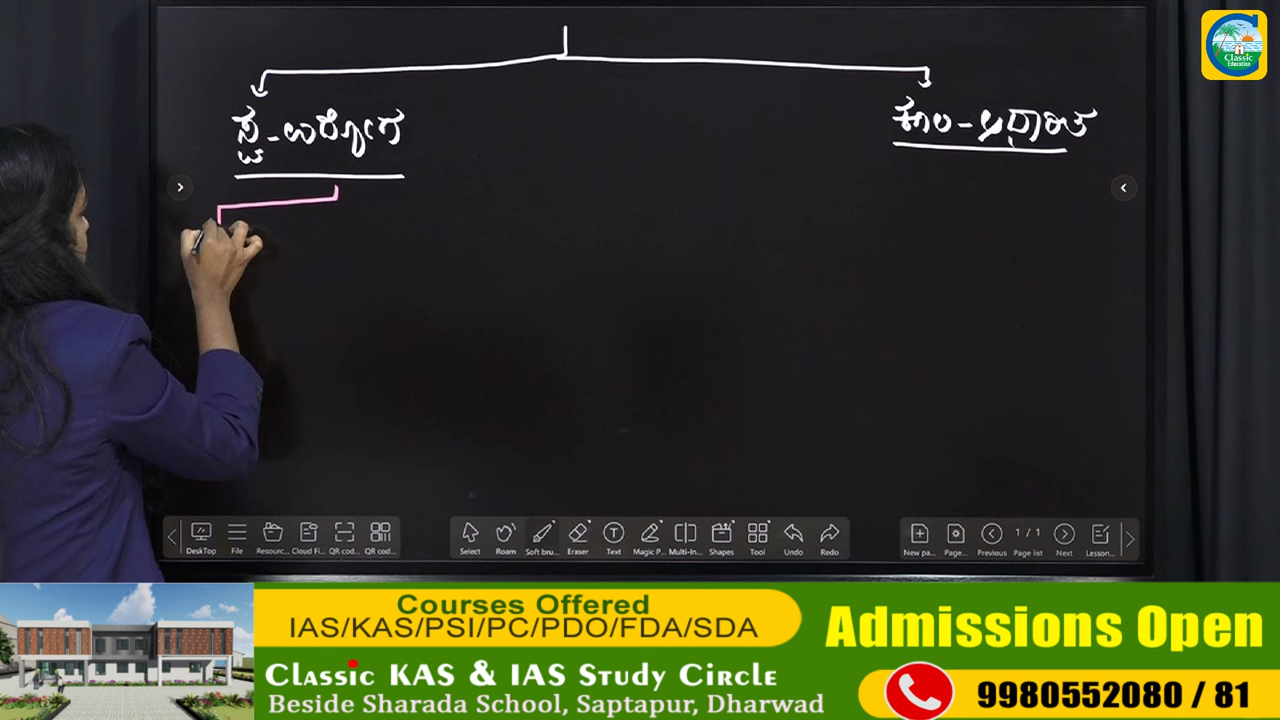 Classic
Education
DeskTop
File
Resourc...
Cloud Fi...
QR cod...
QR cod...
Select
Roam
Soft bru...
Eraser
Text
Magic P...
Multi-In...
Shapes
Tool
Undo
Redo
New pa...
Page...
Previous
1 / 1
Page list
Next
Lesson...
Courses Offered
IAS/KAS/PSI/PC/PDO/FDA/SDA
Classic KAS & IAS Study Circle
Beside Sharada School, Saptapur, Dharwad
Admissions Open
9980552080 / 81